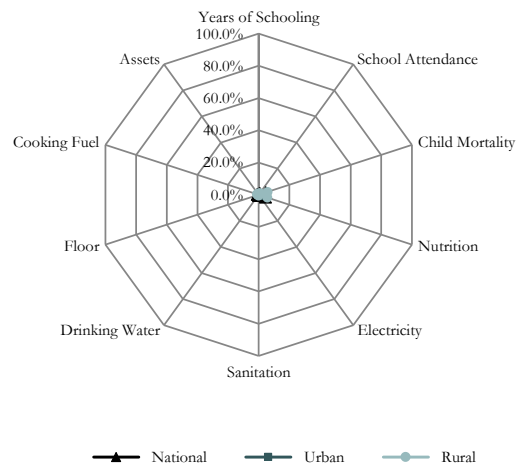 Years of Schooling
100.0%
Assets
School Attendance
80.0%
60.0%
Cooking Fuel
40.0%
Child Mortality
20.0%
0.0%
Floor
Nutrition
Drinking Water
Electricity
Sanitation
National
Urban
Rural